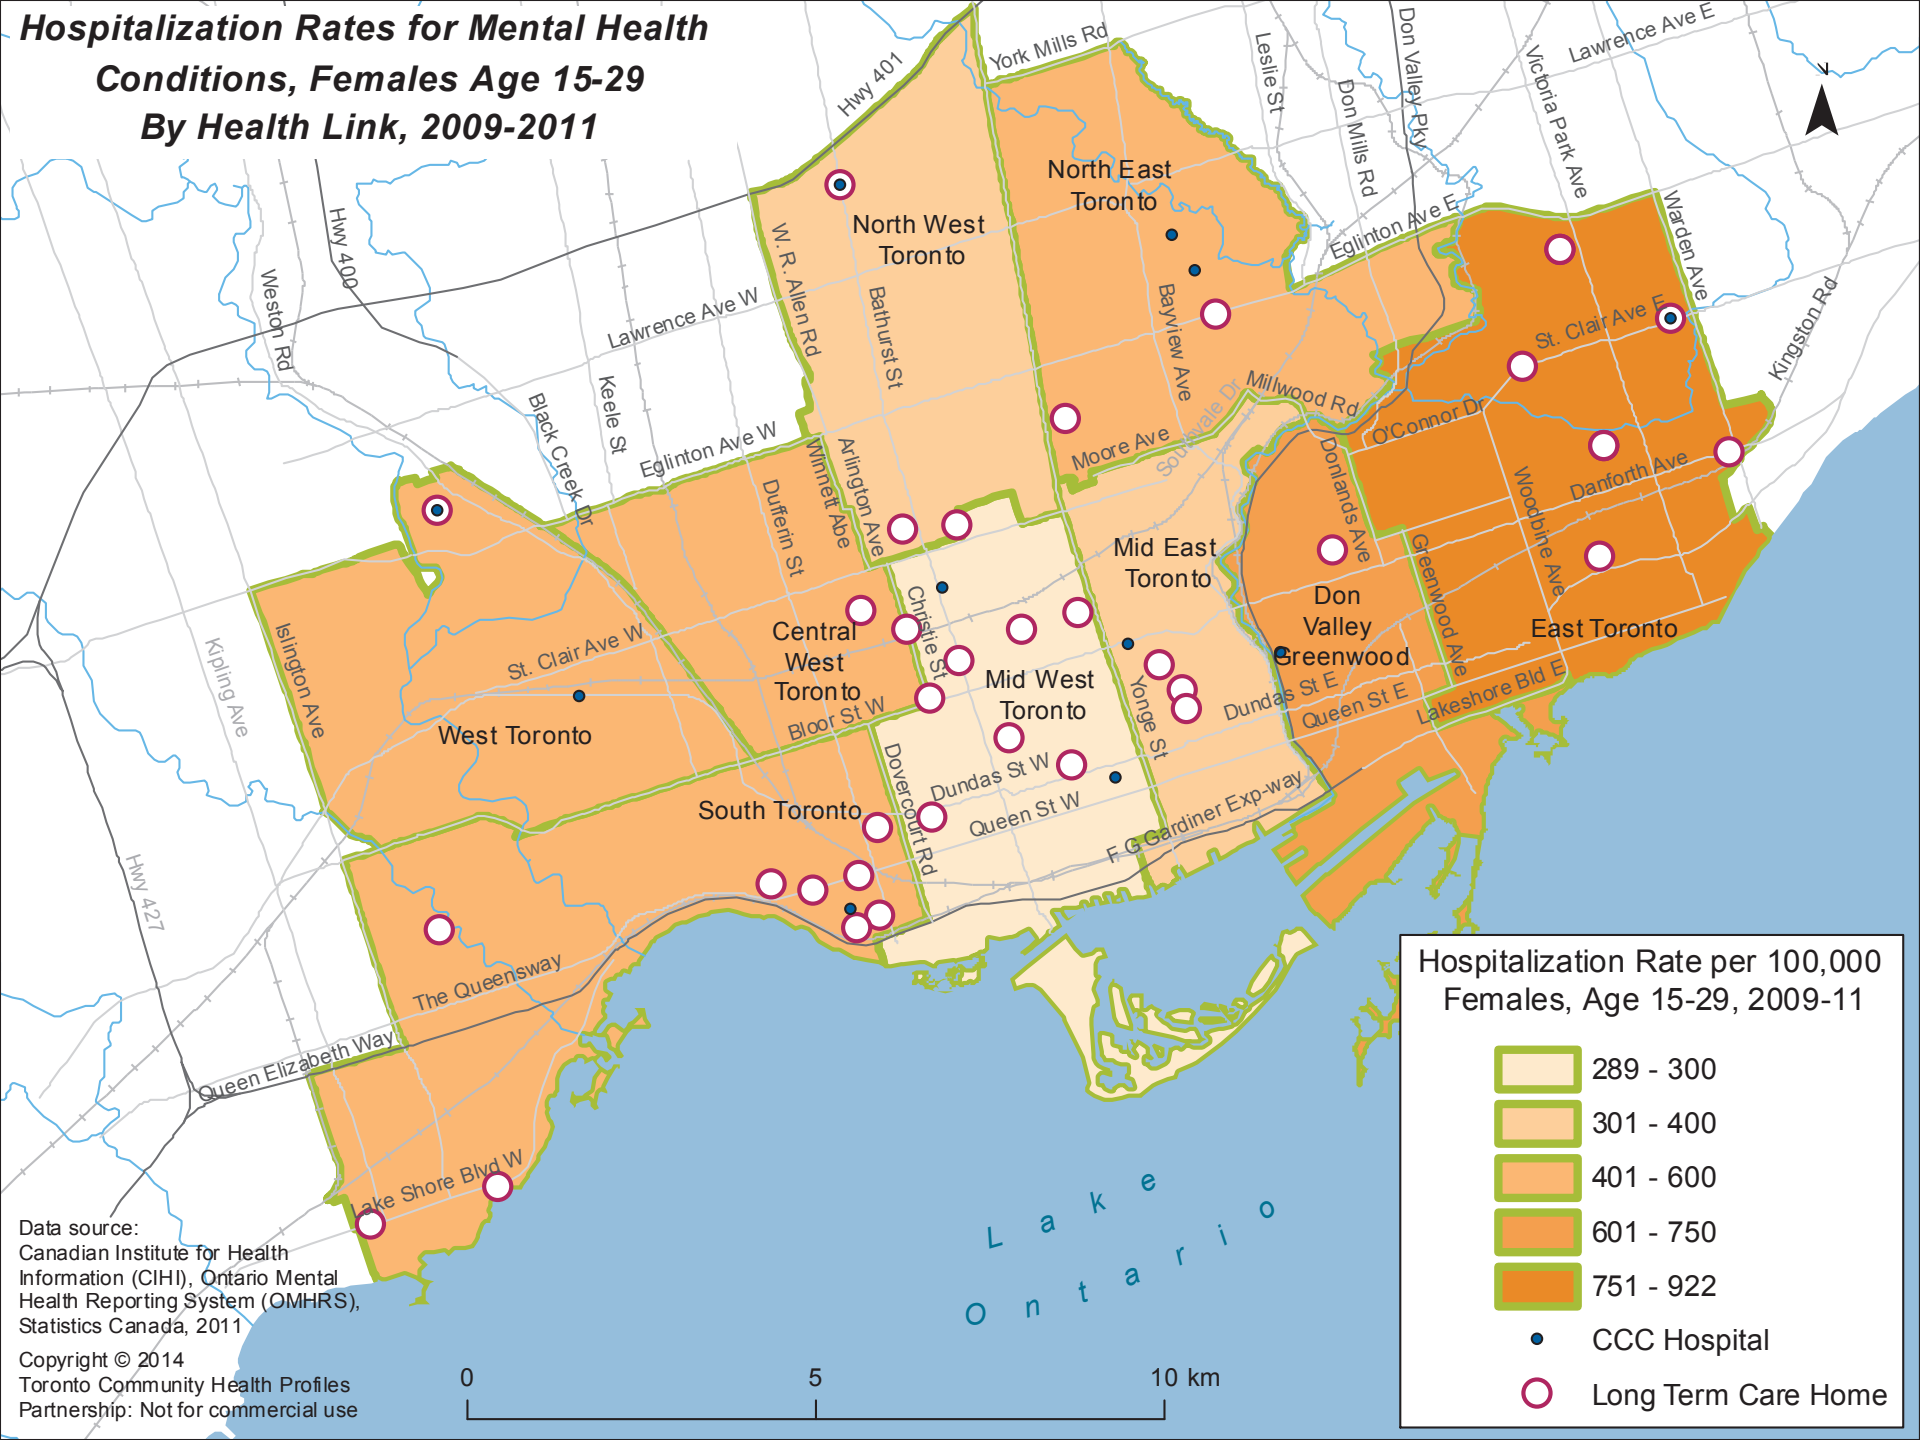 Hospitalization Rates for Mental Health
Conditions, Females Age 15-29
By Health Link, 2009-2011
Hwy 401
York Mills Rd
Leslie St
Don Mills Rd
Don Valley Pky
Victoria Park Ave
Lawrence Ave E
N
Hwy 400
Weston Rd
Lawrence Ave W
W. R. Allen Rd
Bathurst St
North West
Toronto
North East
Toronto
Bayview Ave
Eglinton Ave E
Warden Ave
St. Clair Ave E
Kingston Rd
Black Creek Dr
Keele St
Eglinton Ave W
Dufferin St
Winnett Abe
Arlington Ave
Moore Ave
Southvale Dr
Millwood Rd
O'Connor Dr
Donlands Ave
Danforth Ave
Woodbine Ave
Greenwood Ave
Mid East
Toronto
Don
Valley
Greenwood
East Toronto
Kipling Ave
Islington Ave
St. Clair Ave W
Central
West
Toronto
Christie St
Mid West
Toronto
Yonge St
Dundas St E
Queen St E
Lakeshore Bld E
West Toronto
Bloor St W
South Toronto
Dovercourt Rd
Dundas St W
Queen St W
F G Gardiner Exp-way
Hwy 427
The Queensway
Queen Elizabeth Way
Lake Shore Blvd W
Lake
Ontario
Hospitalization Rate per 100,000
Females, Age 15-29, 2009-11
289 - 300
301 - 400
401 - 600
601 - 750
751 - 922
CCC Hospital
Long Term Care Home
Data source:
Canadian Institute for Health
Information (CIHI), Ontario Mental
Health Reporting System (OMHRS),
Statistics Canada, 2011
Copyright © 2014
Toronto Community Health Profiles
Partnership: Not for commercial use
0 5 10 km